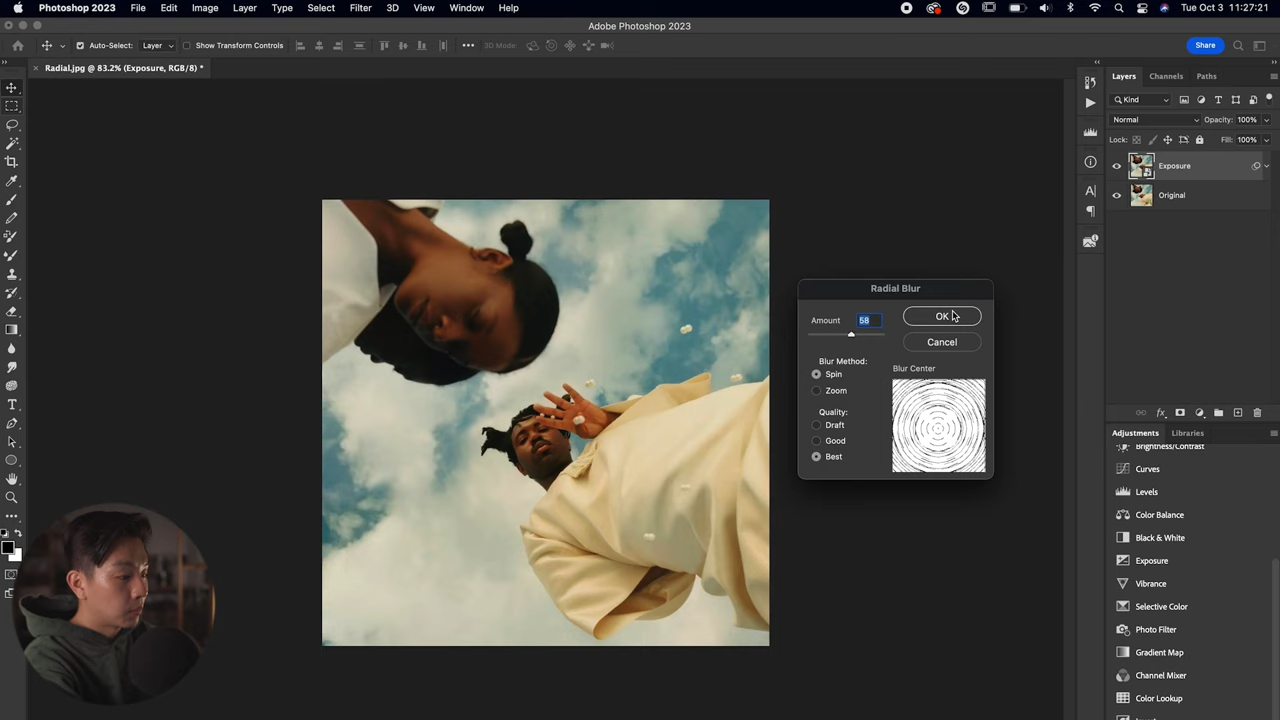 Photoshop 2023 File Edit Image Layer Type Select Filter 3D View Window Help Tue Oct 3 11:27:21
Adobe Photoshop 2023
Auto-Select: Layer Show Transform Controls 3D Mode: Share
Radial.jpg @ 83.2% (Exposure, RGB/8) *
Layers Channels Paths
Kind
Normal Opacity: 100%
Lock: Fill: 100%
Exposure
Original
Radial Blur
Amount 58 OK
Cancel
Blur Method: Blur Center
Spin
Zoom
Quality:
Draft
Good
Best
Adjustments Libraries
Brightness/Contrast
Curves
Levels
Color Balance
Black & White
Exposure
Vibrance
Selective Color
Photo Filter
Gradient Map
Channel Mixer
Color Lookup